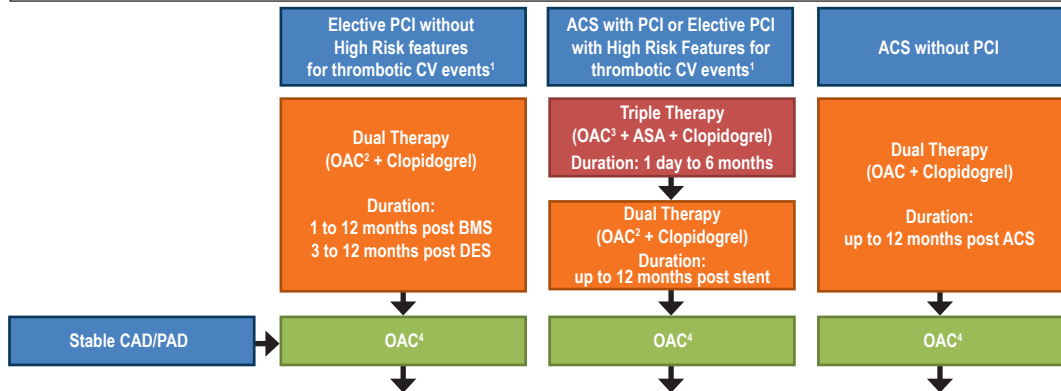 Elective PCI without
High Risk features
for thrombotic CV events¹
ACS with PCI or Elective PCI
with High Risk Features for
thrombotic CV events¹
ACS without PCI
Dual Therapy
(OAC² + Clopidogrel)
Duration:
1 to 12 months post BMS
3 to 12 months post DES
Triple Therapy
(OAC³ + ASA + Clopidogrel)
Duration: 1 day to 6 months
Dual Therapy
(OAC² + Clopidogrel)
Duration:
up to 12 months post stent
Dual Therapy
(OAC + Clopidogrel)
Duration:
up to 12 months post ACS
Stable CAD/PAD
OAC⁴
OAC⁴
OAC⁴